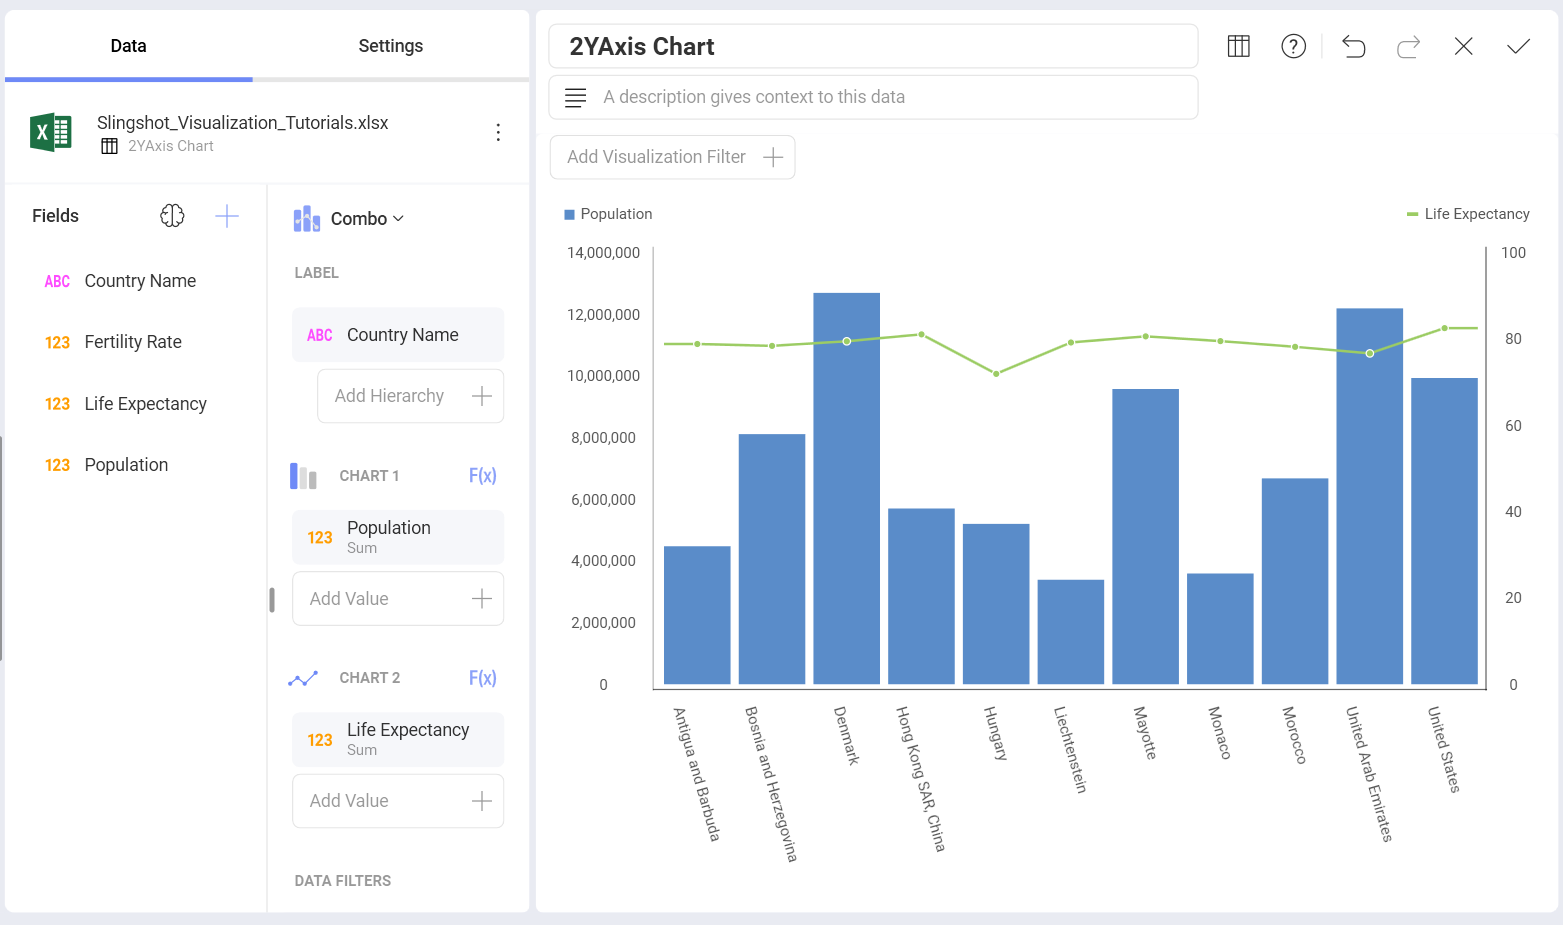 Data
Settings
Slingshot_Visualization_Tutorials.xlsx
2YAxis Chart
Fields
ABC Country Name
123 Fertility Rate
123 Life Expectancy
123 Population
Combo
LABEL
ABC Country Name
Add Hierarchy
CHART 1
F(x)
123 Population
Sum
Add Value
CHART 2
F(x)
123 Life Expectancy
Sum
Add Value
DATA FILTERS
2YAxis Chart
?
A description gives context to this data
Add Visualization Filter
Population
Life Expectancy
14,000,000
12,000,000
10,000,000
8,000,000
6,000,000
4,000,000
2,000,000
0
100
80
60
40
20
0
Antigua and Barbuda
Bosnia and Herzegovina
Denmark
Hong Kong SAR, China
Hungary
Liechtenstein
Mayotte
Monaco
Morocco
United Arab Emirates
United States